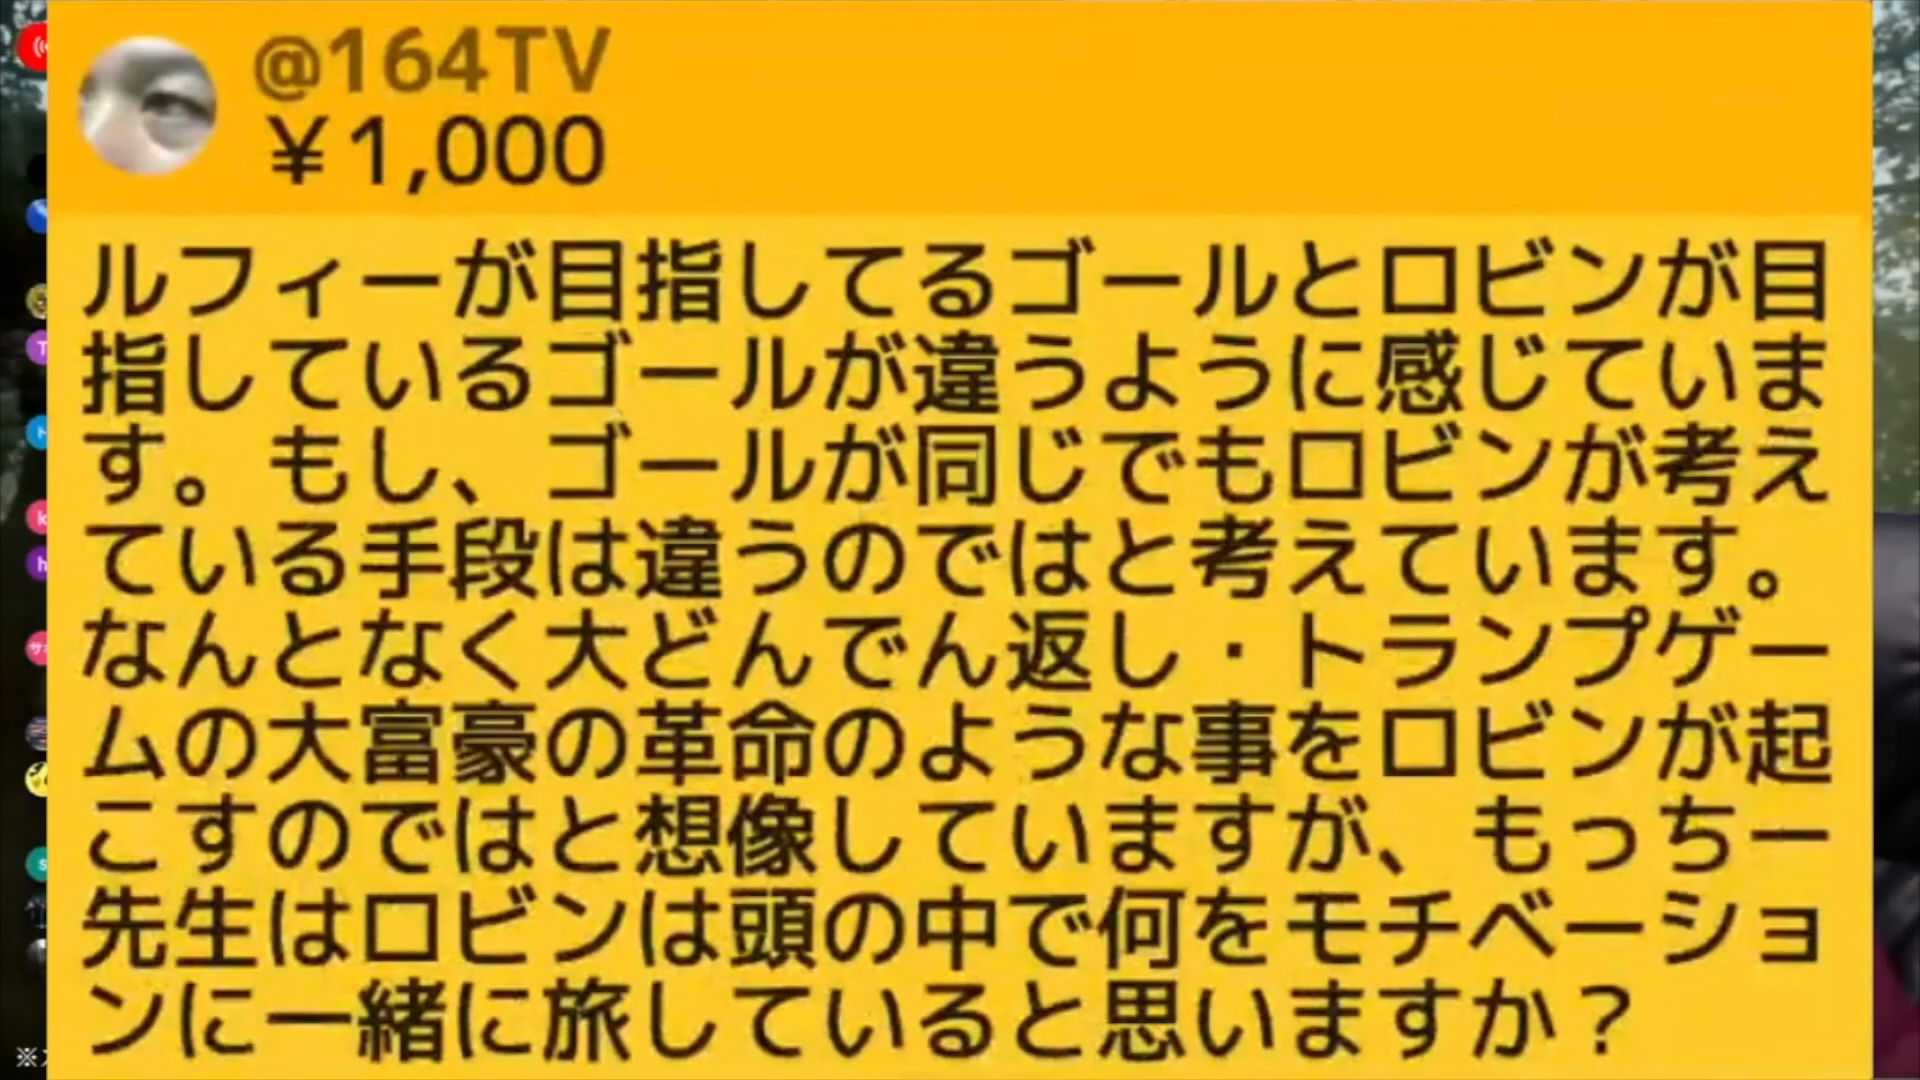 @164TV
￥1,000
ルフィーが目指してるゴールとロビンが目
指しているゴールが違うように感じていま
す。もし、ゴールが同じでもロビンが考え
ている手段は違うのではと考えています。
なんとなく大どんでん返し・トランプゲー
ムの大富豪の革命のような事をロビンが起
こすのではと想像していますが、もっちー
先生はロビンは頭の中で何をモチベーショ
ンに一緒に旅していると思いますか？